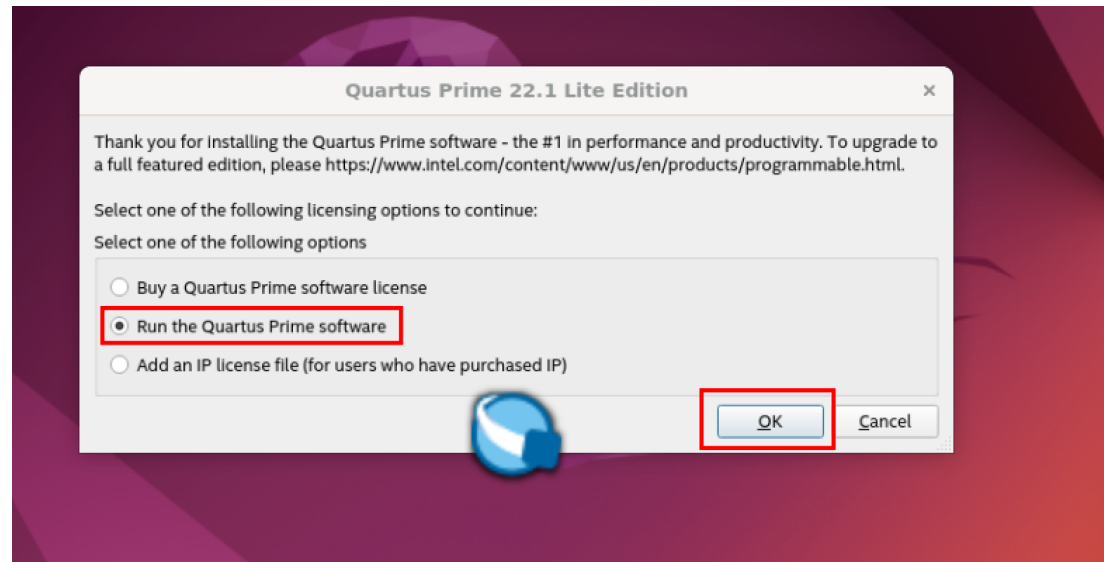 Quartus Prime 22.1 Lite Edition
Thank you for installing the Quartus Prime software - the #1 in performance and productivity. To upgrade to
a full featured edition, please https://www.intel.com/content/www/us/en/products/programmable.html.
Select one of the following licensing options to continue:
Select one of the following options
Buy a Quartus Prime software license
Run the Quartus Prime software
Add an IP license file (for users who have purchased IP)
OK Cancel